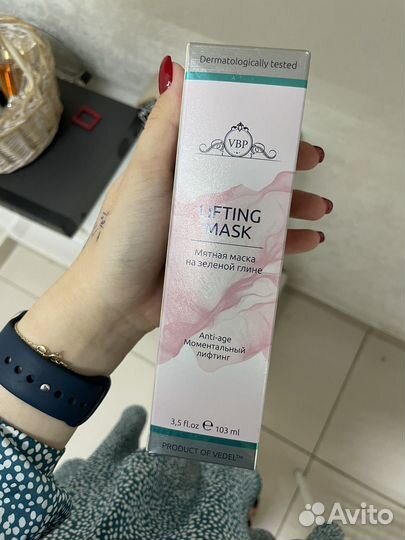 Dermatologically tested
VBP
LIFTING
MASK
Мятная маска
на зеленой глине
Anti-age
Моментальный
лифтинг
3,5 fl.oz ℮ 103 ml
PRODUCT OF VEDEL™
Avito